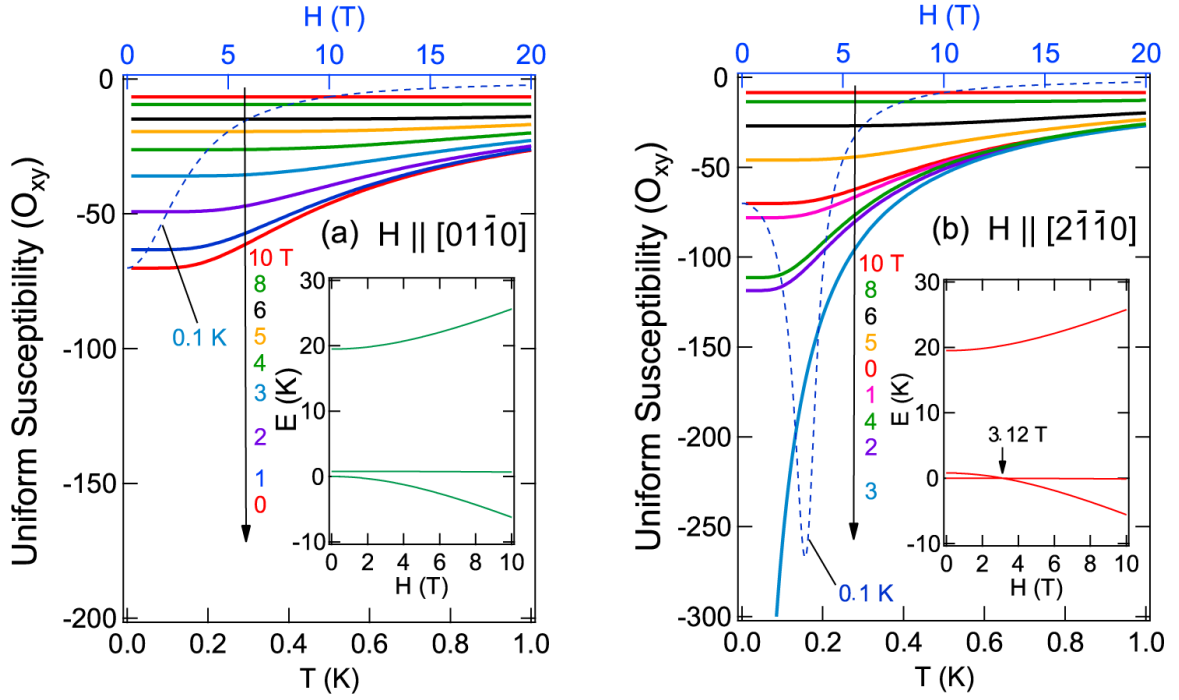 H (T)
0 5 10 15 20
0
-50
-100
-150
-200
Uniform Susceptibility (Oxy)
0.1 K
(a) H || [011̅0]
10 T
8
6
5
4
3
2
1
0
30
20
10
0
-10
E (K)
0 2 4 6 8 10
H (T)
0.0 0.2 0.4 0.6 0.8 1.0
T (K)
H (T)
0 5 10 15 20
0
-50
-100
-150
-200
-250
-300
Uniform Susceptibility (Oxy)
(b) H || [21̅1̅0]
10 T
8
6
5
0
1
4
2
3
0.1 K
30
20
10
0
-10
E (K)
3.12 T
0 2 4 6 8 10
H (T)
0.0 0.2 0.4 0.6 0.8 1.0
T (K)